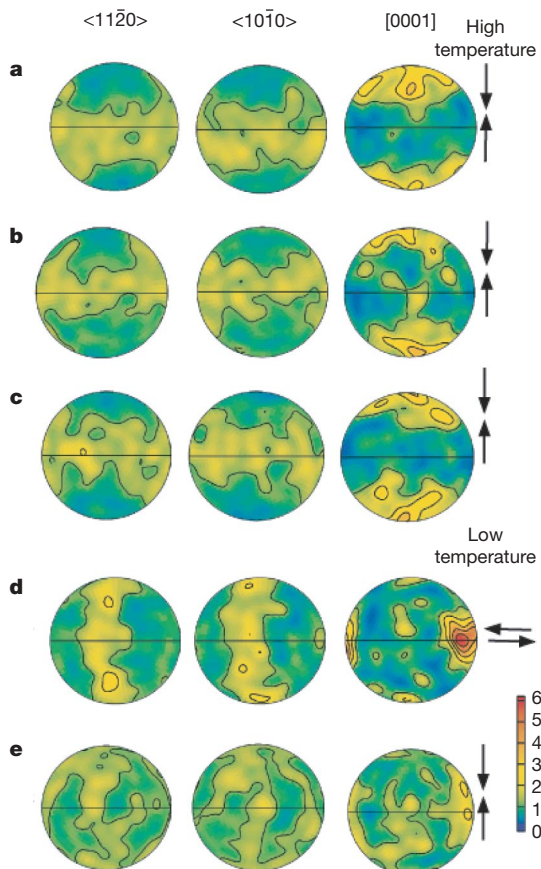 <112̄0> <101̄0> [0001]
High
temperature
a
b
c
Low
temperature
d
6
5
4
3
2
1
0
e